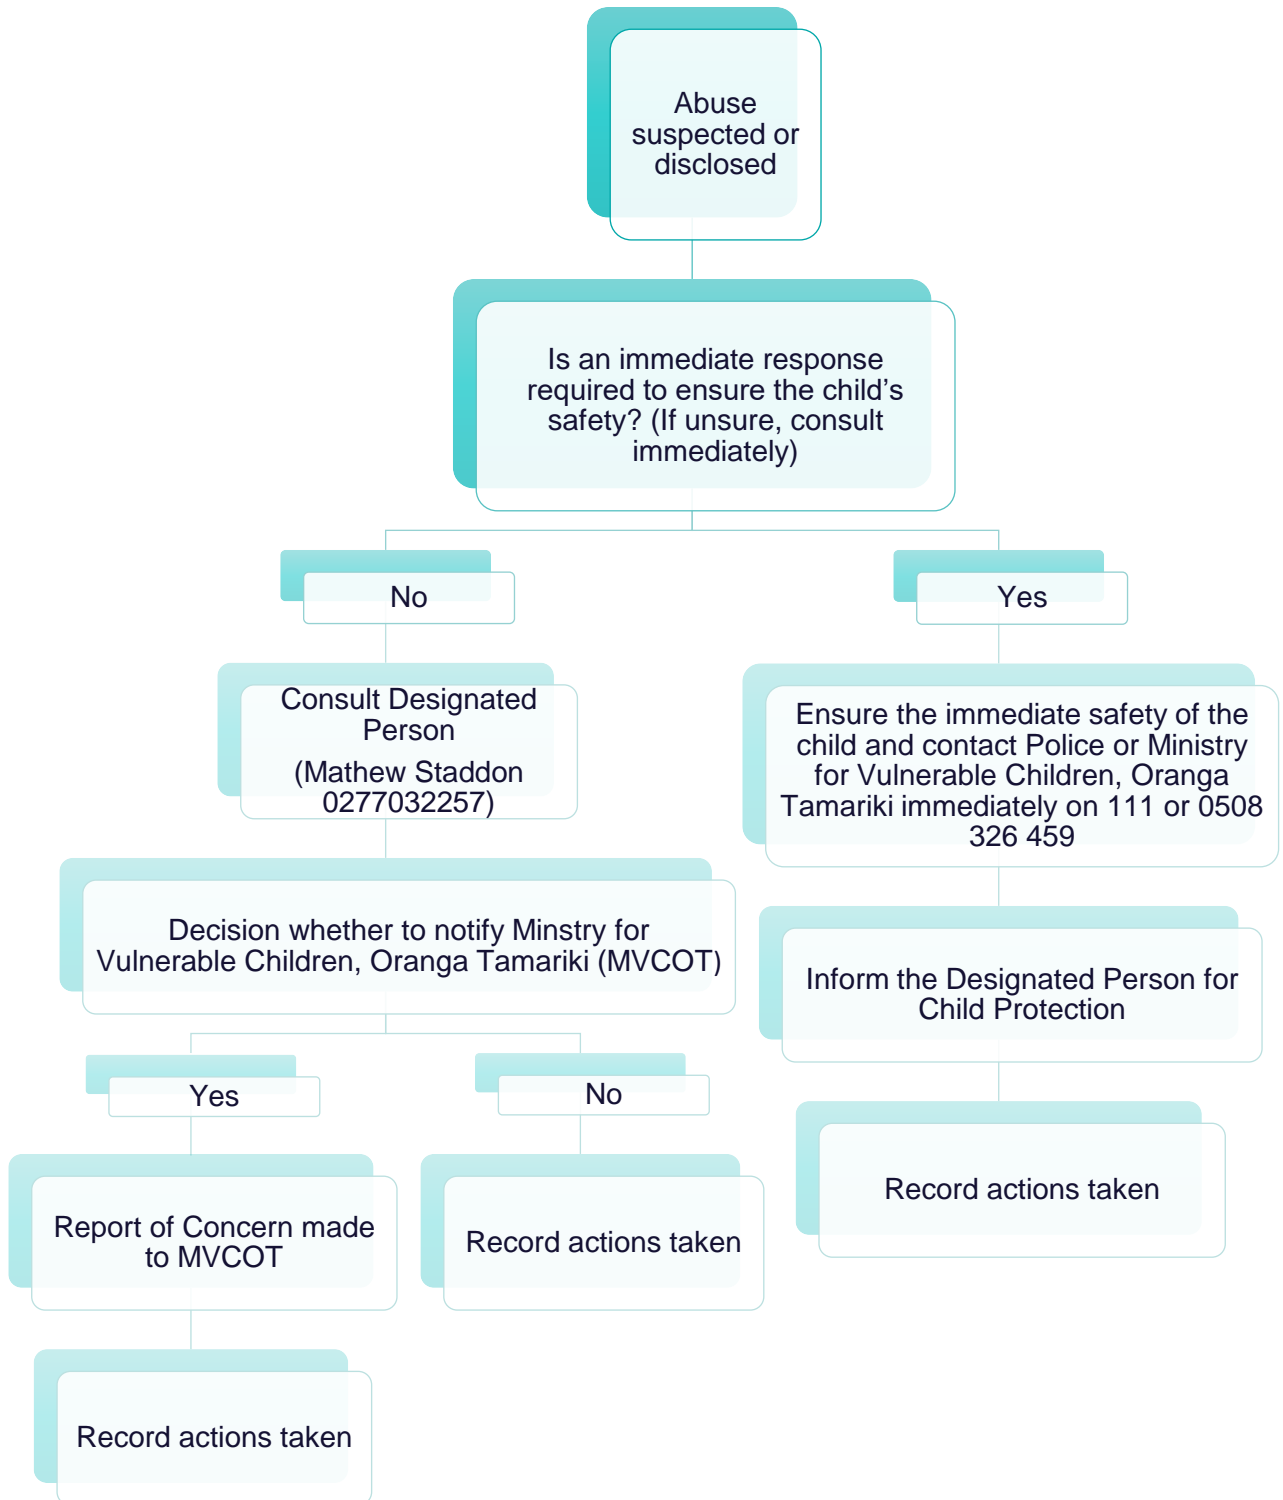 Abuse
suspected or
disclosed
Is an immediate response
required to ensure the child’s
safety? (If unsure, consult
immediately)
No
Yes
Consult Designated
Person
(Mathew Staddon
0277032257)
Ensure the immediate safety of the
child and contact Police or Ministry
for Vulnerable Children, Oranga
Tamariki immediately on 111 or 0508
326 459
Decision whether to notify Minstry for
Vulnerable Children, Oranga Tamariki (MVCOT)
Inform the Designated Person for
Child Protection
Yes
No
Record actions taken
Report of Concern made
to MVCOT
Record actions taken
Record actions taken